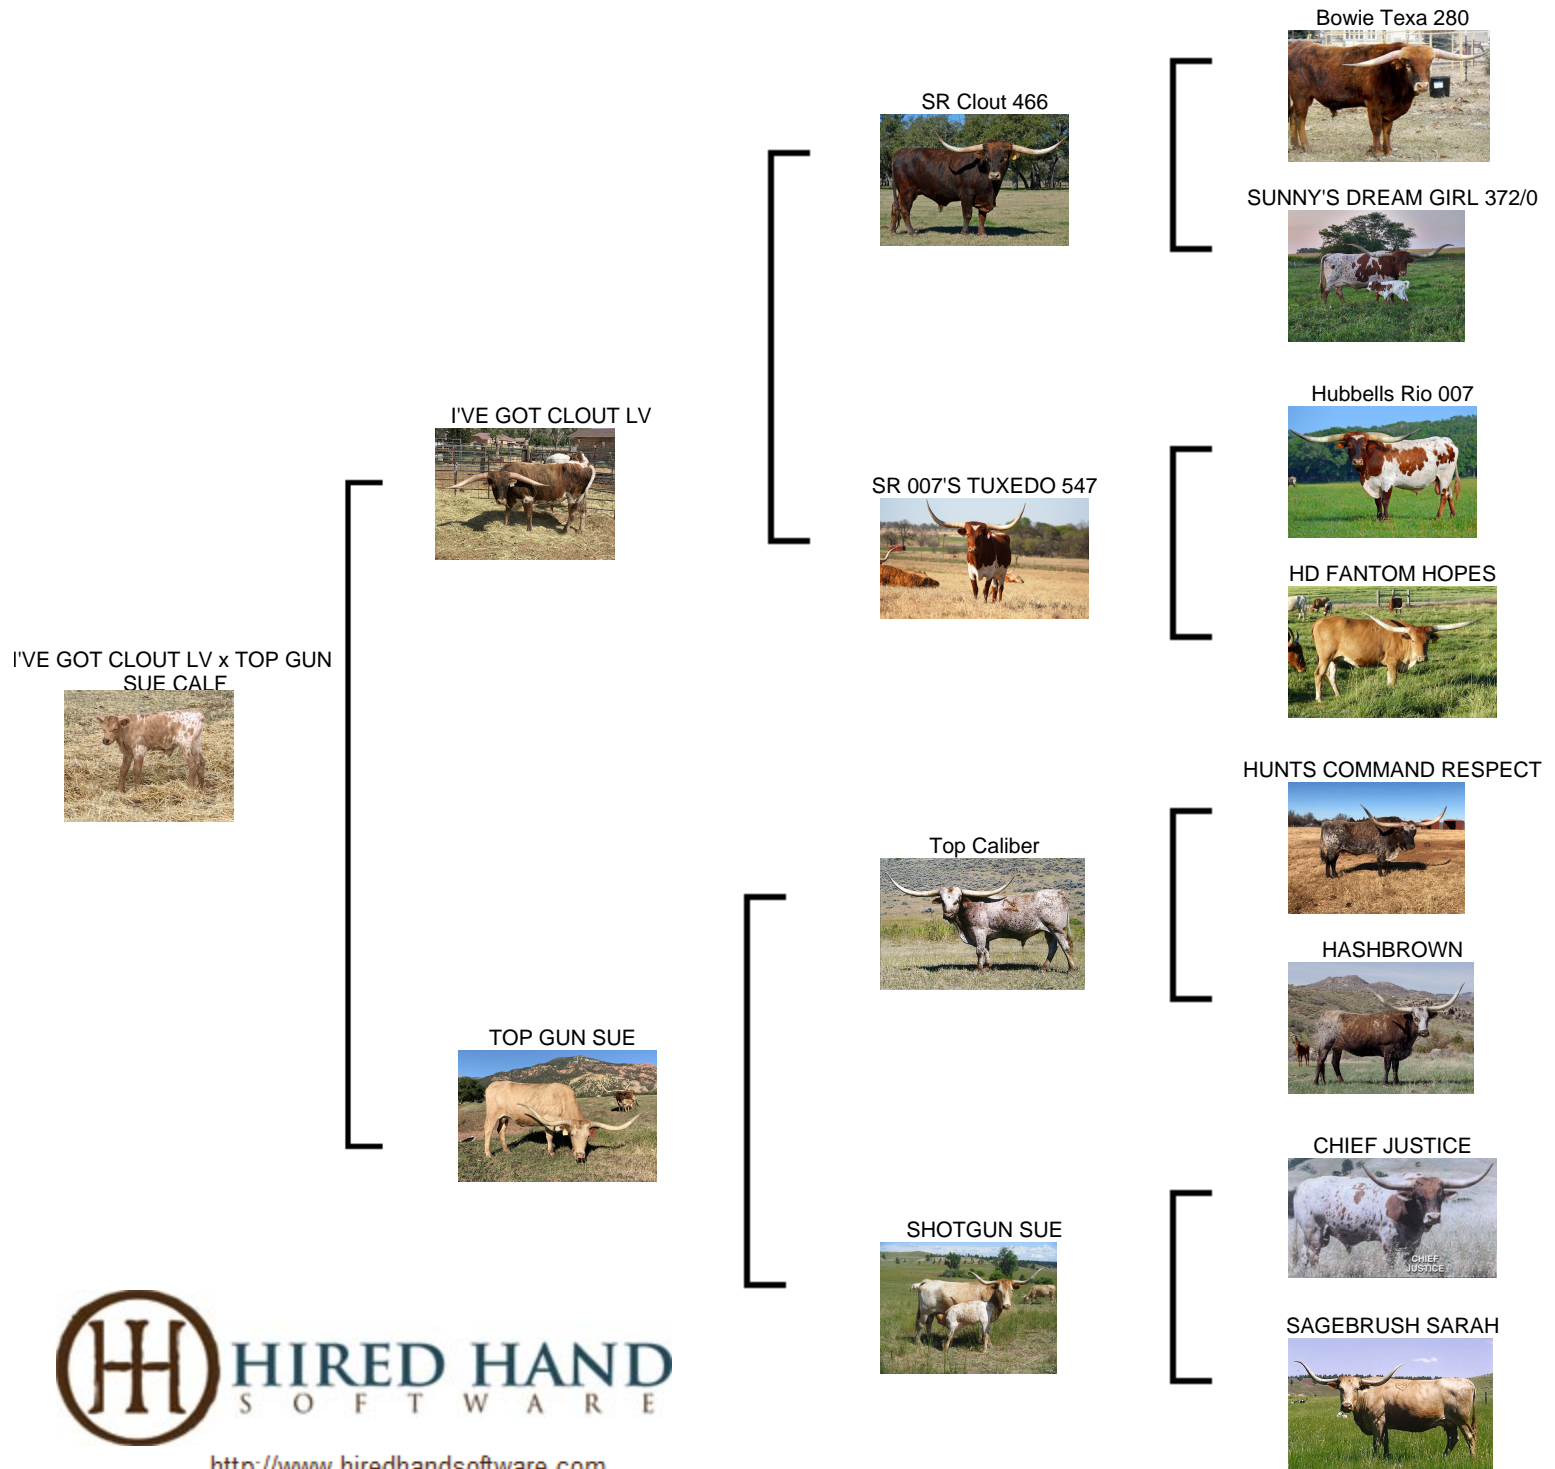 Bowie Texa 280
SR Clout 466
SUNNY'S DREAM GIRL 372/0
I'VE GOT CLOUT LV
Hubbells Rio 007
SR 007'S TUXEDO 547
HD FANTOM HOPES
I'VE GOT CLOUT LV x TOP GUN
SUE CALF
HUNTS COMMAND RESPECT
Top Caliber
HASHBROWN
TOP GUN SUE
CHIEF JUSTICE
CHIEF
JUSTICE
SHOTGUN SUE
SAGEBRUSH SARAH
HIRED HAND
SOFTWARE
http://www.hiredhandsoftware.com